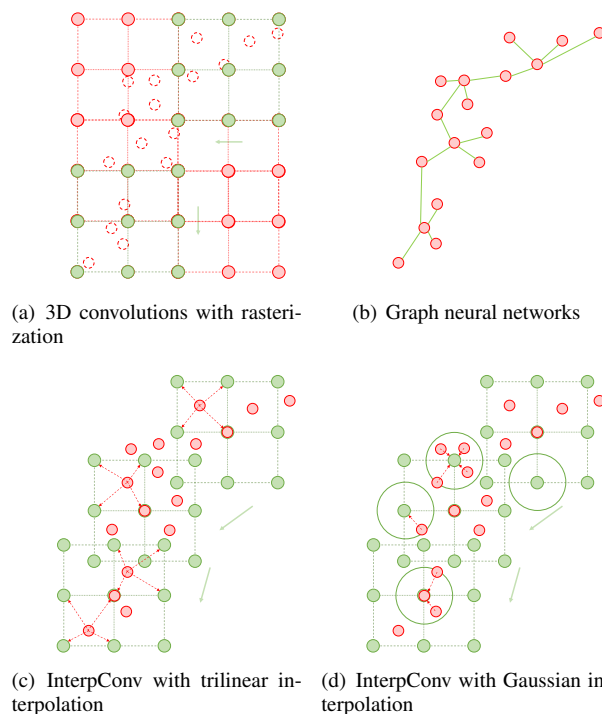 (a) 3D convolutions with rasteri-
zation
(b) Graph neural networks
(c) InterpConv with trilinear in-
terpolation
(d) InterpConv with Gaussian in-
terpolation